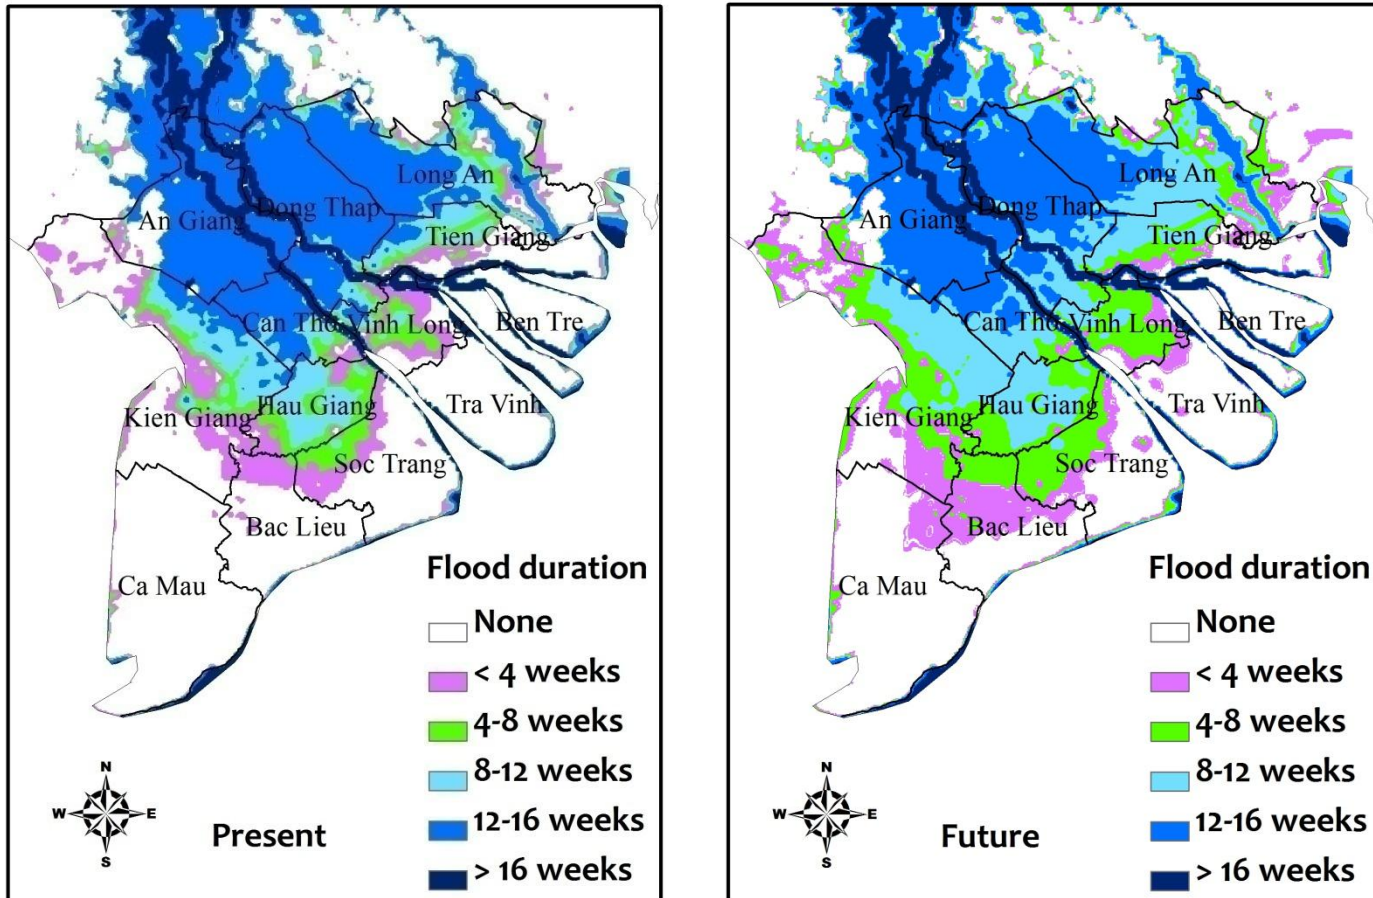 Long An
An Giang
Dong Thap
Tien Giang
Can Tho
Vinh Long
Ben Tre
Kien Giang
Hau Giang
Tra Vinh
Soc Trang
Bac Lieu
Ca Mau
Flood duration
None
< 4 weeks
4-8 weeks
8-12 weeks
12-16 weeks
> 16 weeks
N
W
E
S
Present
Long An
An Giang
Dong Thap
Tien Giang
Can Tho
Vinh Long
Ben Tre
Kien Giang
Hau Giang
Tra Vinh
Soc Trang
Bac Lieu
Ca Mau
Flood duration
None
< 4 weeks
4-8 weeks
8-12 weeks
12-16 weeks
> 16 weeks
N
W
E
S
Future